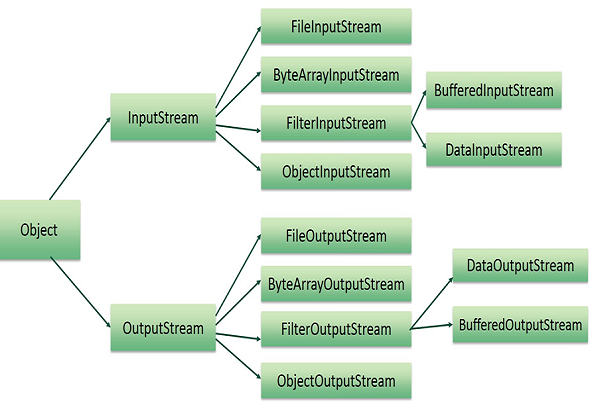 FileInputStream
ByteArrayInputStream
BufferedInputStream
InputStream
FilterInputStream
DataInputStream
ObjectInputStream
Object
FileOutputStream
DataOutputStream
ByteArrayOutputStream
OutputStream
FilterOutputStream
BufferedOutputStream
ObjectOutputStream